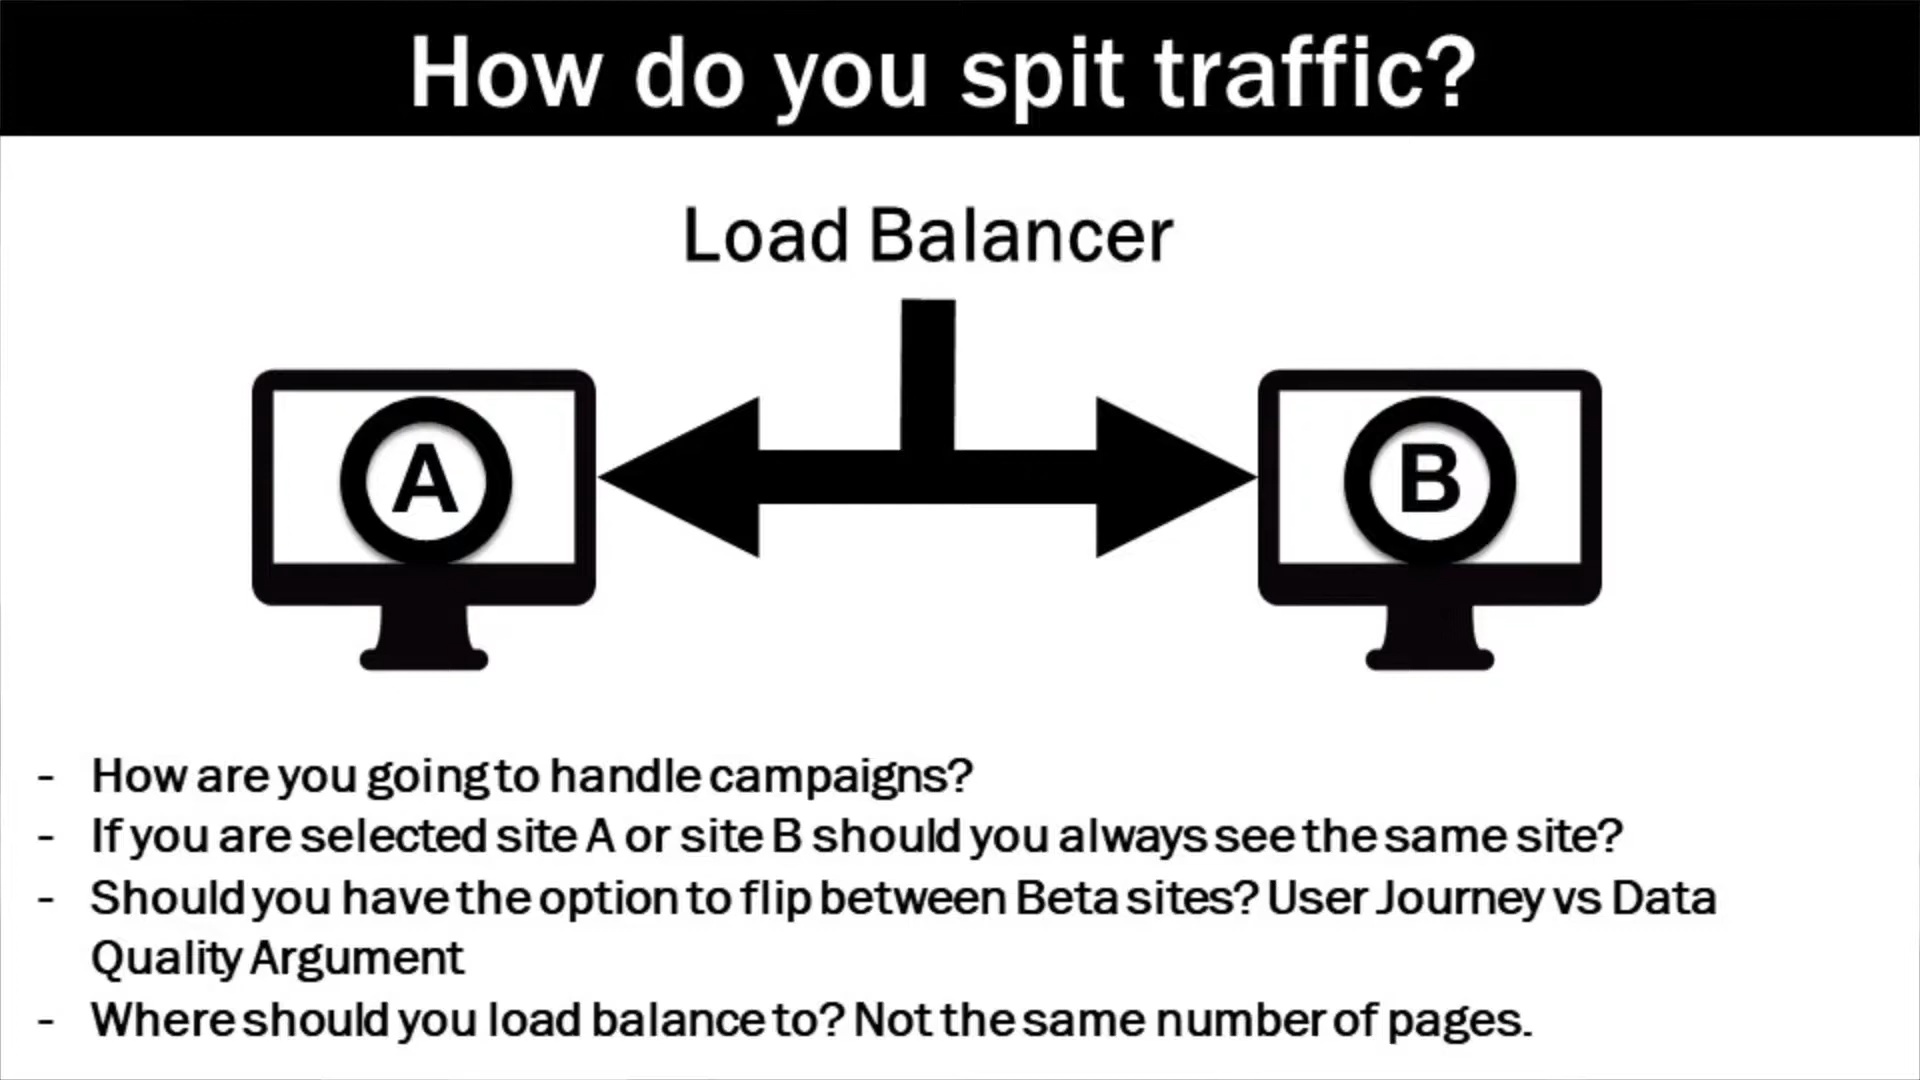 How do you spit traffic?
Load Balancer
A
B
- How are you going to handle campaigns?
- If you are selected site A or site B should you always see the same site?
- Should you have the option to flip between Beta sites? User Journey vs Data
Quality Argument
- Where should you load balance to? Not the same number of pages.